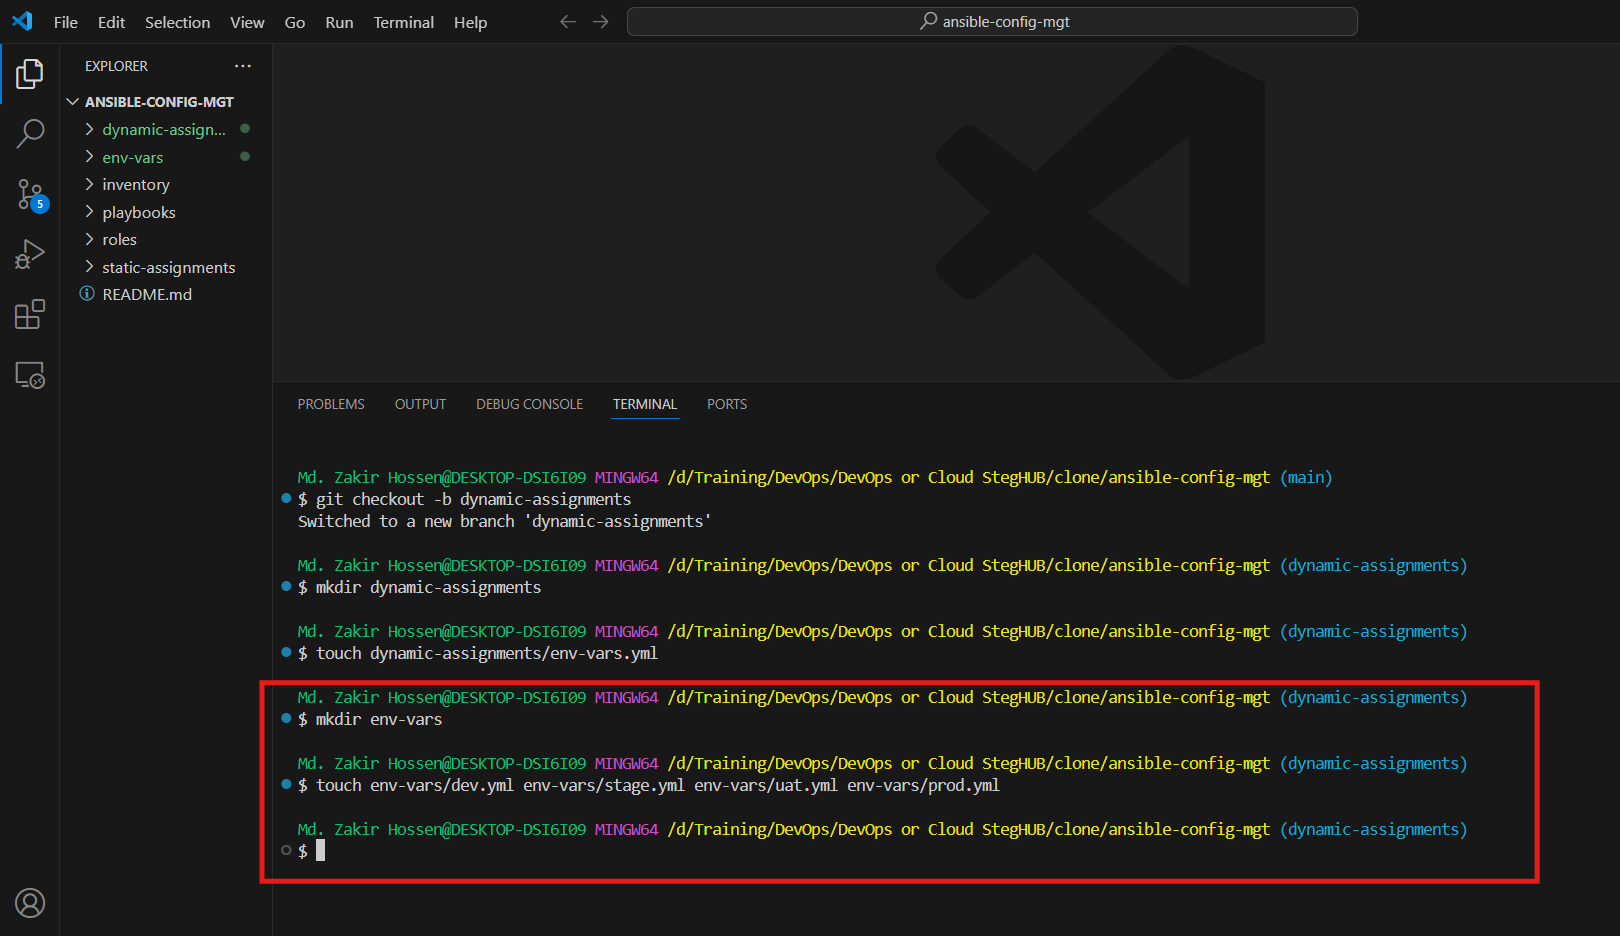 File Edit Selection View Go Run Terminal Help
ansible-config-mgt
EXPLORER
ANSIBLE-CONFIG-MGT
dynamic-assign...
env-vars
inventory
playbooks
roles
static-assignments
README.md
5
PROBLEMS OUTPUT DEBUG CONSOLE TERMINAL PORTS
Md. Zakir Hossen@DESKTOP-DSI6I09 MINGW64 /d/Training/DevOps/DevOps or Cloud StegHUB/clone/ansible-config-mgt (main)
$ git checkout -b dynamic-assignments
Switched to a new branch 'dynamic-assignments'
Md. Zakir Hossen@DESKTOP-DSI6I09 MINGW64 /d/Training/DevOps/DevOps or Cloud StegHUB/clone/ansible-config-mgt (dynamic-assignments)
$ mkdir dynamic-assignments
Md. Zakir Hossen@DESKTOP-DSI6I09 MINGW64 /d/Training/DevOps/DevOps or Cloud StegHUB/clone/ansible-config-mgt (dynamic-assignments)
$ touch dynamic-assignments/env-vars.yml
Md. Zakir Hossen@DESKTOP-DSI6I09 MINGW64 /d/Training/DevOps/DevOps or Cloud StegHUB/clone/ansible-config-mgt (dynamic-assignments)
$ mkdir env-vars
Md. Zakir Hossen@DESKTOP-DSI6I09 MINGW64 /d/Training/DevOps/DevOps or Cloud StegHUB/clone/ansible-config-mgt (dynamic-assignments)
$ touch env-vars/dev.yml env-vars/stage.yml env-vars/uat.yml env-vars/prod.yml
Md. Zakir Hossen@DESKTOP-DSI6I09 MINGW64 /d/Training/DevOps/DevOps or Cloud StegHUB/clone/ansible-config-mgt (dynamic-assignments)
$